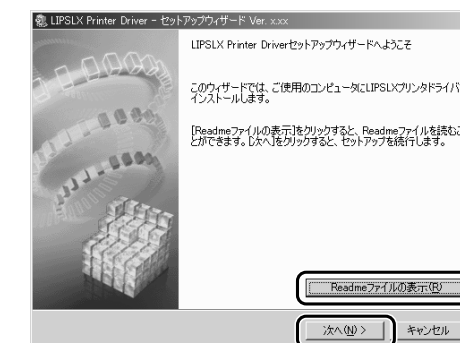 LIPSLX Printer Driver - セットアップウィザード Ver. x.xx
LIPSLX Printer Driverセットアップウィザードへようこそ
このウィザードでは、ご使用のコンピュータにLIPSLXプリンタドライバ
インストールします。
[Readmeファイルの表示]をクリックすると、Readmeファイルを読むこ
とができます。[次へ]をクリックすると、セットアップを続行します。
Readmeファイルの表示(R)
次へ(N) >
キャンセル